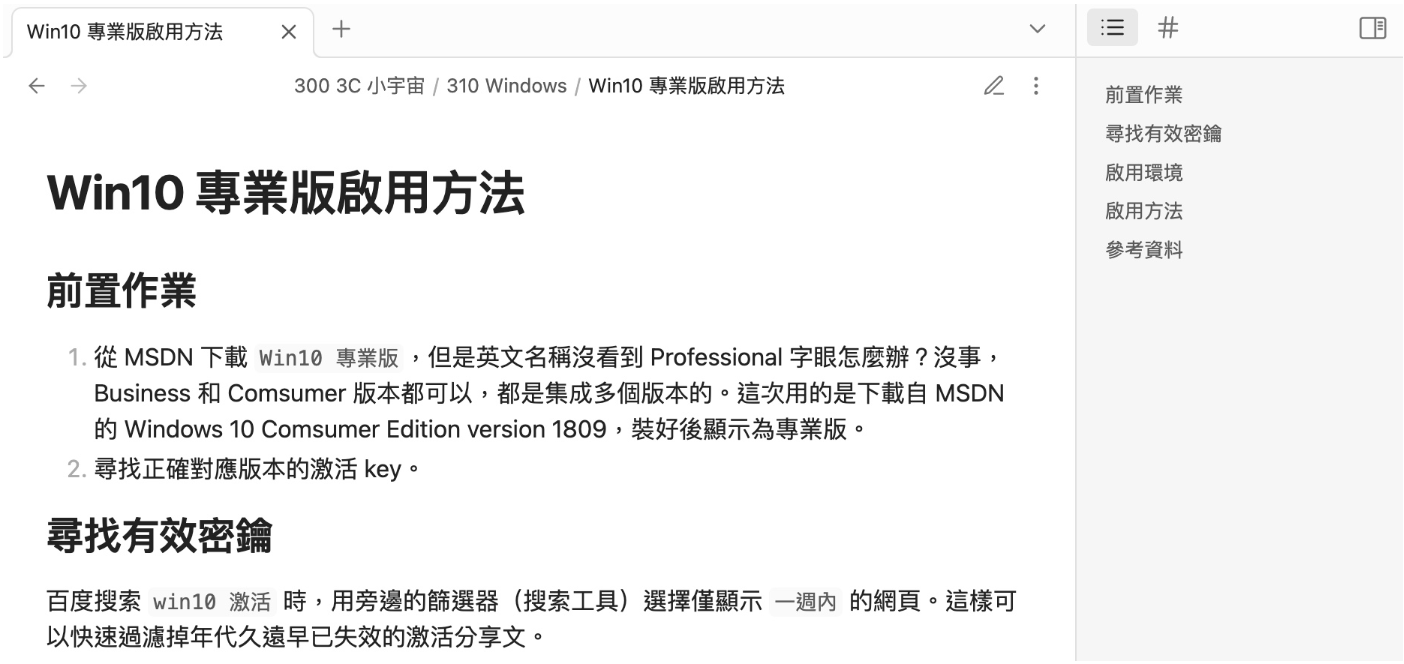 Win10 專業版啟用方法
300 3C 小宇宙 / 310 Windows / Win10 專業版啟用方法
Win10 專業版啟用方法
前置作業
1. 從 MSDN 下載 Win10 專業版，但是英文名稱沒看到 Professional 字眼怎麼辦？沒事，
Business 和 Comsumer 版本都可以，都是集成多個版本的。這次用的是下載自 MSDN
的 Windows 10 Comsumer Edition version 1809，裝好後顯示為專業版。
2. 尋找正確對應版本的激活 key。
尋找有效密鑰
百度搜索 win10 激活 時，用旁邊的篩選器（搜索工具）選擇僅顯示 一週內 的網頁。這樣可
以快速過濾掉年代久遠早已失效的激活分享文。
前置作業
尋找有效密鑰
啟用環境
啟用方法
參考資料